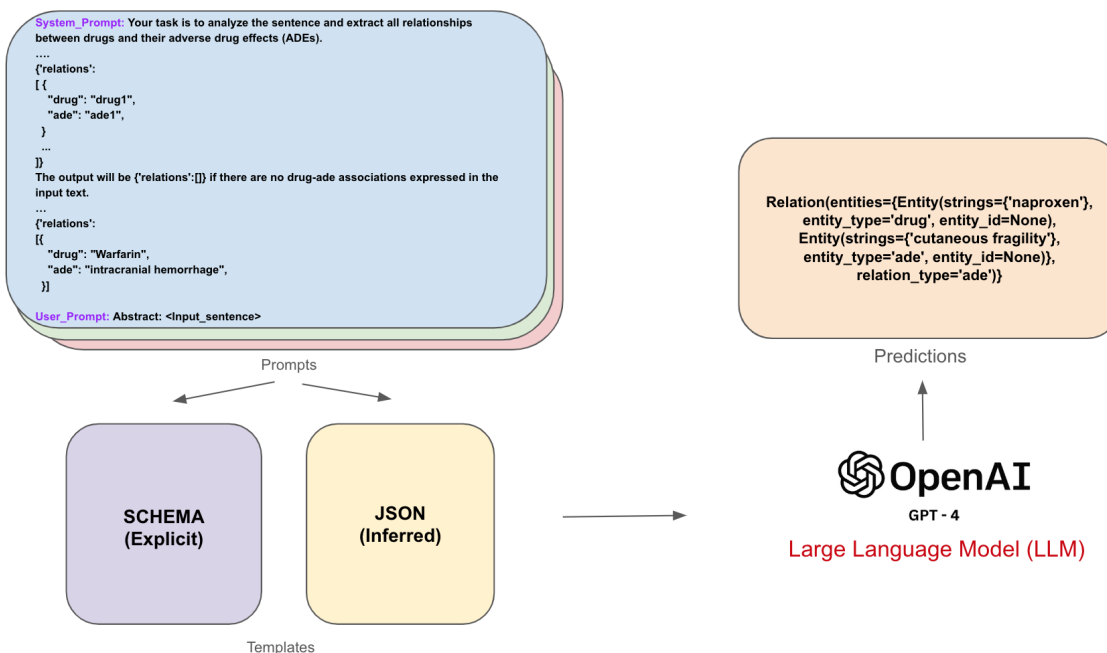 System_Prompt: Your task is to analyze the sentence and extract all relationships
between drugs and their adverse drug effects (ADEs).
....
{'relations':
[ {
"drug": "drug1",
"ade": "ade1",
}
...
]}
The output will be {'relations':[]} if there are no drug-ade associations expressed in the
input text.
...
{'relations':
[{
"drug": "Warfarin",
"ade": "intracranial hemorrhage",
}]
User_Prompt: Abstract: <Input_sentence>
Prompts
SCHEMA
(Explicit)
JSON
(Inferred)
Templates
Relation(entities={Entity(strings={'naproxen'},
entity_type='drug', entity_id=None),
Entity(strings={'cutaneous fragility'},
entity_type='ade', entity_id=None)},
relation_type='ade')}
Predictions
OpenAI
GPT - 4
Large Language Model (LLM)